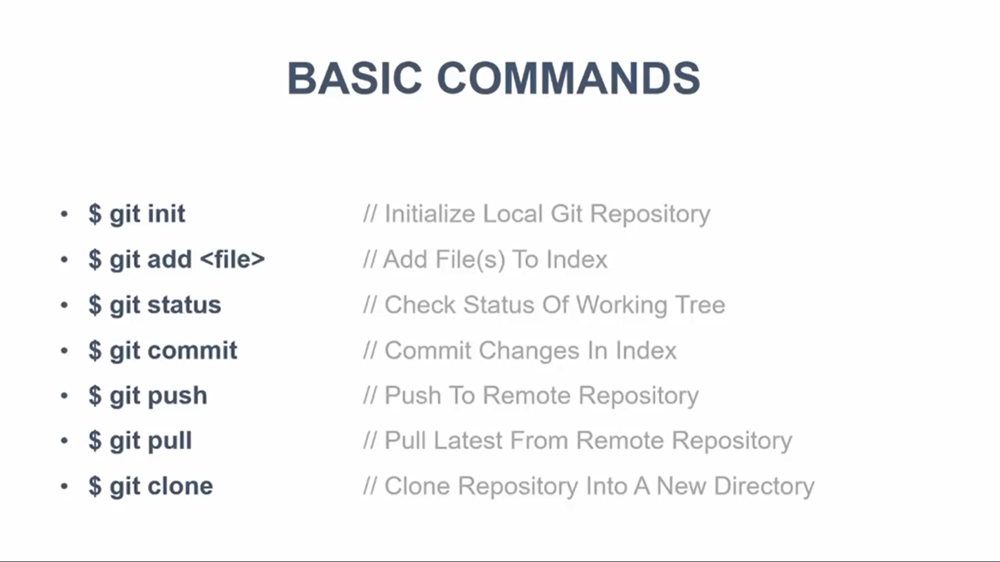 BASIC COMMANDS
• $ git init // Initialize Local Git Repository
• $ git add <file> // Add File(s) To Index
• $ git status // Check Status Of Working Tree
• $ git commit // Commit Changes In Index
• $ git push // Push To Remote Repository
• $ git pull // Pull Latest From Remote Repository
• $ git clone // Clone Repository Into A New Directory